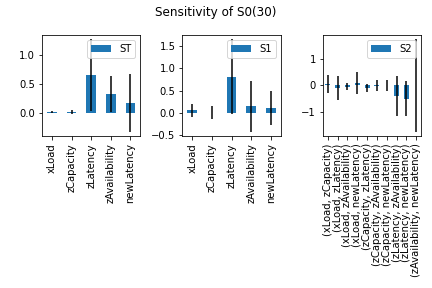 Sensitivity of S0(30)
ST
1.0
0.5
0.0
xLoad
zCapacity
zLatency
zAvailability
newLatency
S1
1.5
1.0
0.5
0.0
−0.5
xLoad
zCapacity
zLatency
zAvailability
newLatency
S2
1
0
−1
(xLoad, zCapacity)
(xLoad, zLatency)
(xLoad, zAvailability)
(xLoad, newLatency)
(zCapacity, zLatency)
(zCapacity, zAvailability)
(zCapacity, newLatency)
(zLatency, zAvailability)
(zLatency, newLatency)
(zAvailability, newLatency)